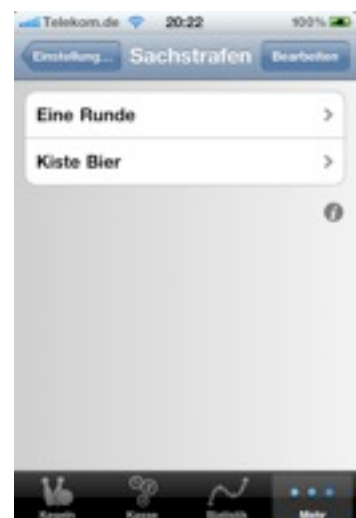 Telekom.de 20:22 100%
Einstellung... Sachstrafen Bearbeiten
Eine Runde
Kiste Bier
Kegeln Kasse Statistik Mehr